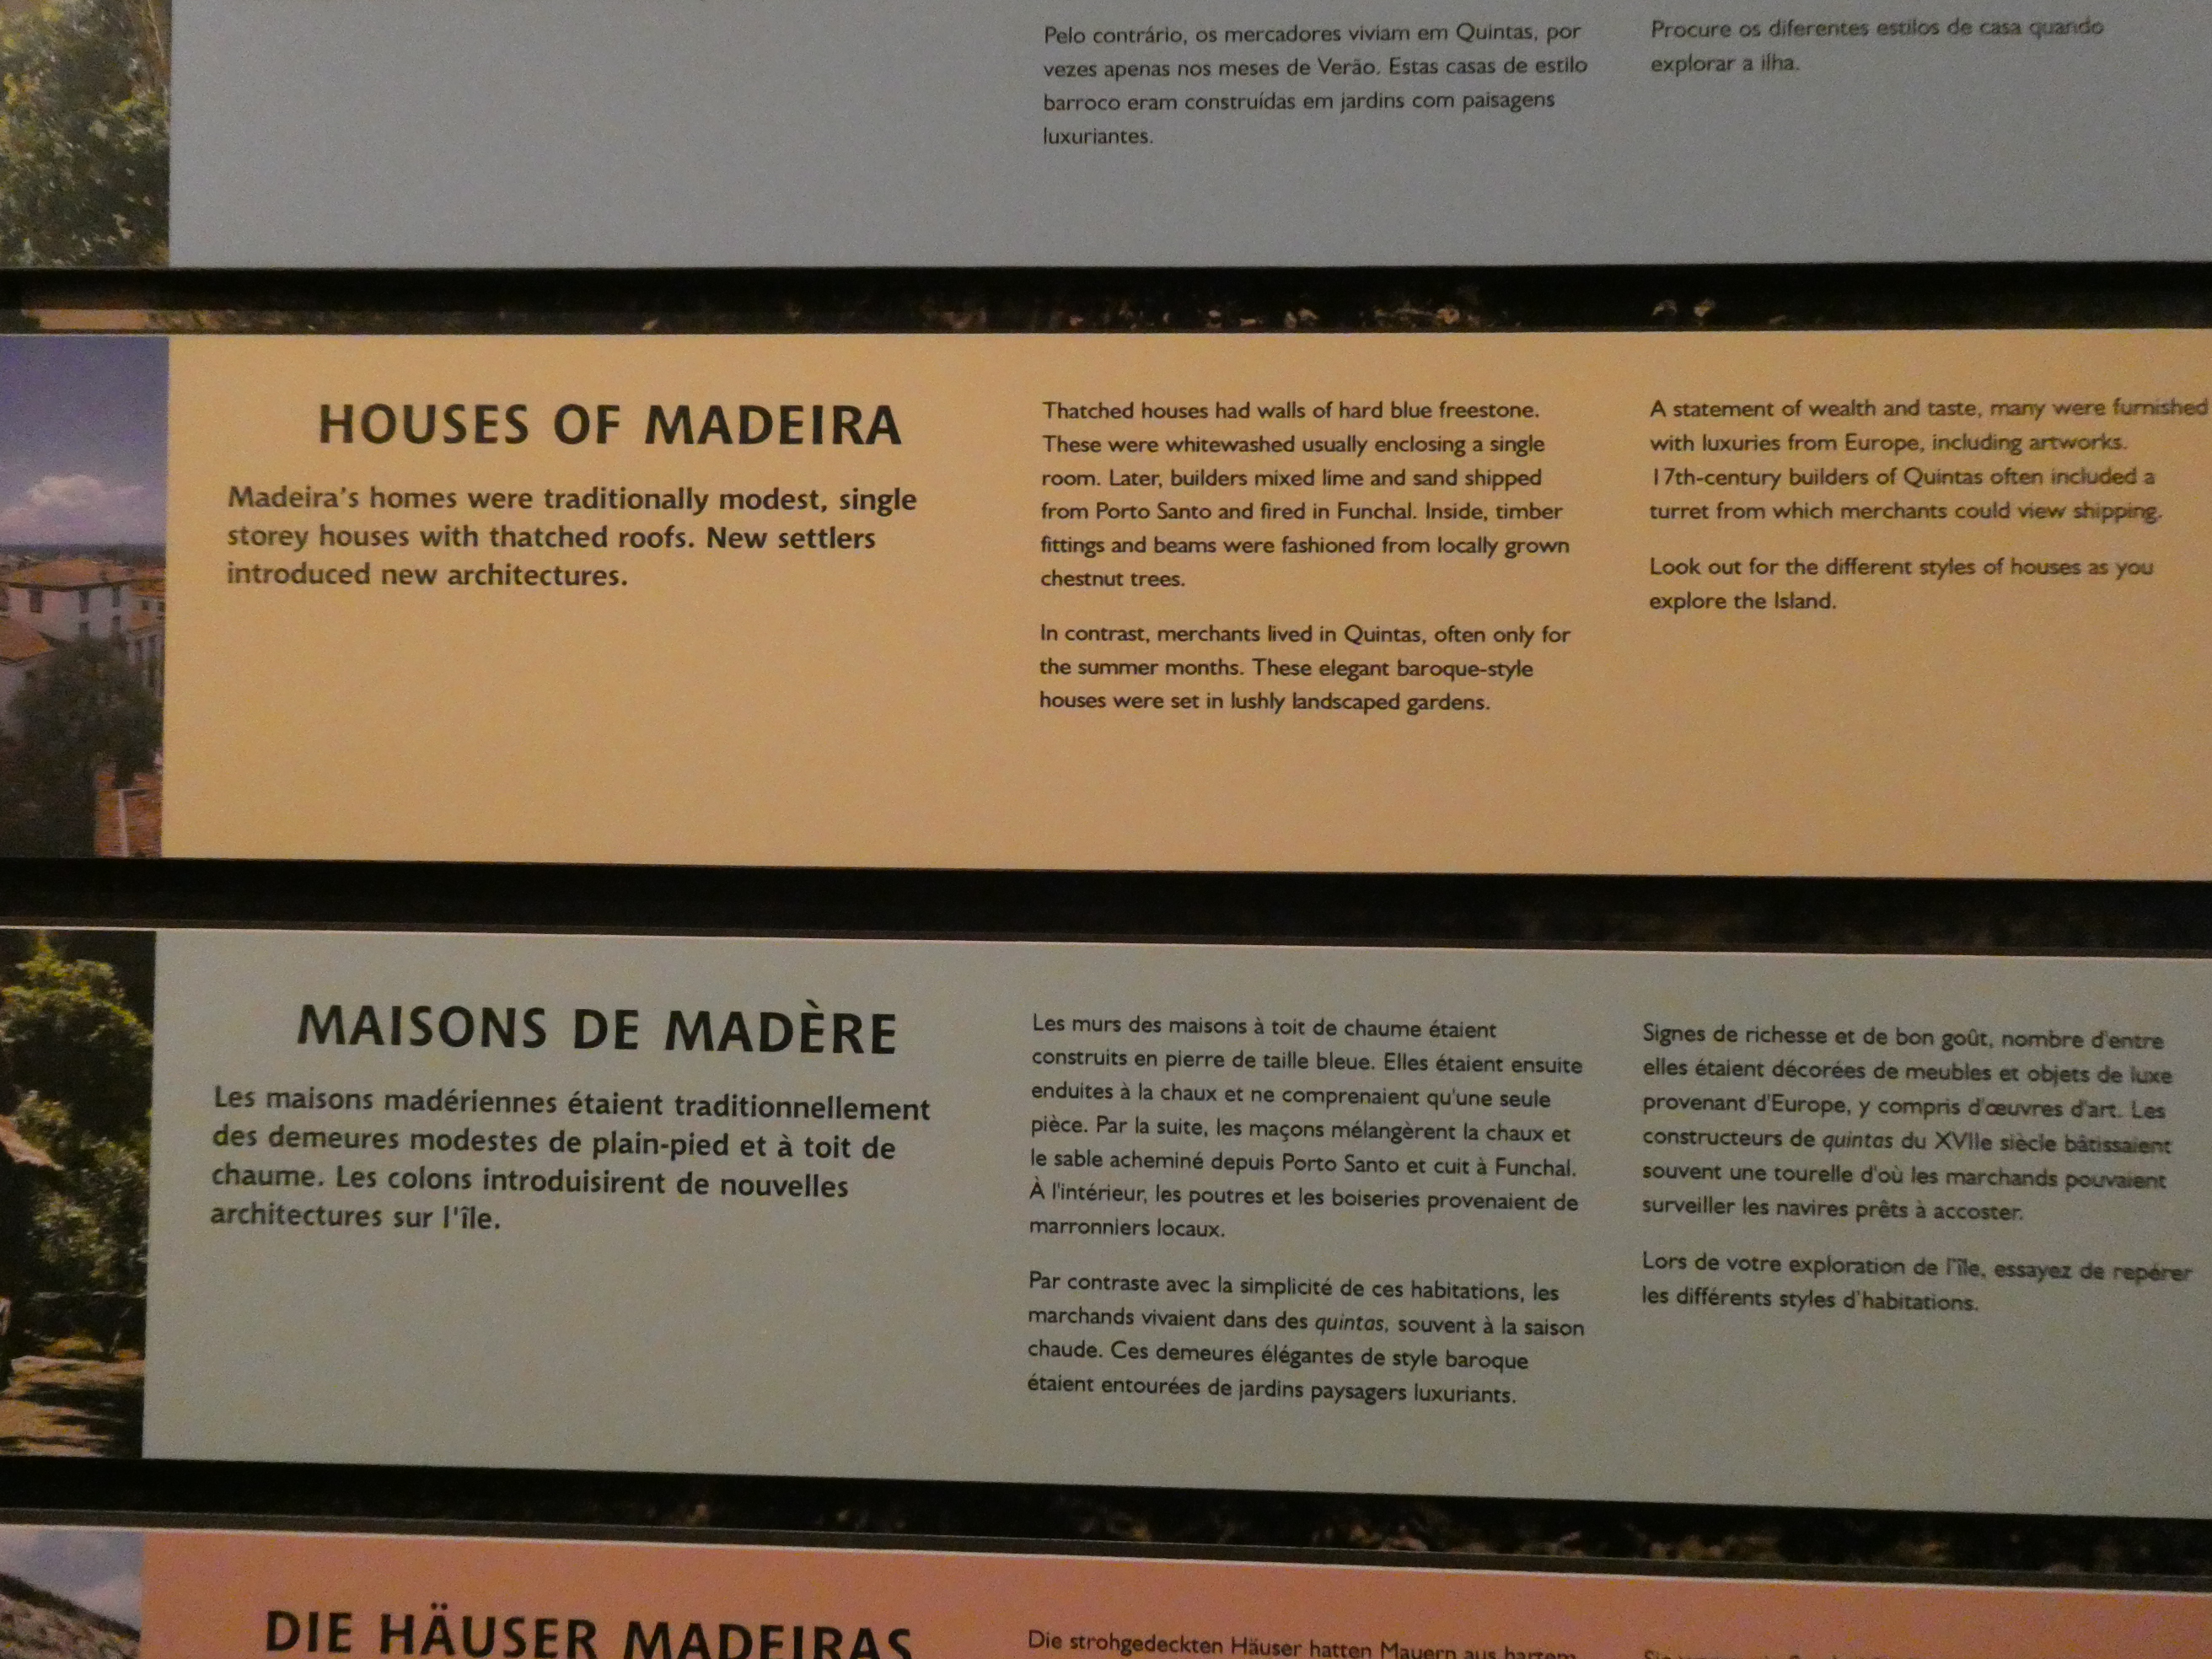 Pelo contrário, os mercadores viviam em Quintas, por
vezes apenas nos meses de Verão. Estas casas de estilo
barroco eram construídas em jardins com paisagens
luxuriantes.
Procure os diferentes estilos de casa quando
explorar a ilha.
HOUSES OF MADEIRA
Madeira's homes were traditionally modest, single
storey houses with thatched roofs. New settlers
introduced new architectures.
Thatched houses had walls of hard blue freestone.
These were whitewashed usually enclosing a single
room. Later, builders mixed lime and sand shipped
from Porto Santo and fired in Funchal. Inside, timber
fittings and beams were fashioned from locally grown
chestnut trees.
In contrast, merchants lived in Quintas, often only for
the summer months. These elegant baroque-style
houses were set in lushly landscaped gardens.
A statement of wealth and taste, many were furnished
with luxuries from Europe, including artworks.
17th-century builders of Quintas often included a
turret from which merchants could view shipping.
Look out for the different styles of houses as you
explore the Island.
MAISONS DE MADÈRE
Les maisons madériennes étaient traditionnellement
des demeures modestes de plain-pied et à toit de
chaume. Les colons introduisirent de nouvelles
architectures sur l'île.
Les murs des maisons à toit de chaume étaient
construits en pierre de taille bleue. Elles étaient ensuite
enduites à la chaux et ne comprenaient qu'une seule
pièce. Par la suite, les maçons mélangèrent la chaux et
le sable acheminé depuis Porto Santo et cuit à Funchal.
À l'intérieur, les poutres et les boiseries provenaient de
marronniers locaux.
Par contraste avec la simplicité de ces habitations, les
marchands vivaient dans des quintas, souvent à la saison
chaude. Ces demeures élégantes de style baroque
étaient entourées de jardins paysagers luxuriants.
Signes de richesse et de bon goût, nombre d'entre
elles étaient décorées de meubles et objets de luxe
provenant d'Europe, y compris d'œuvres d'art. Les
constructeurs de quintas du XVIIe siècle bâtissaient
souvent une tourelle d'où les marchands pouvaient
surveiller les navires prêts à accoster.
Lors de votre exploration de l'île, essayez de repérer
les différents styles d'habitations.
DIE HÄUSER MADEIRAS
Die strohgedeckten Häuser hatten Mauern aus hartem